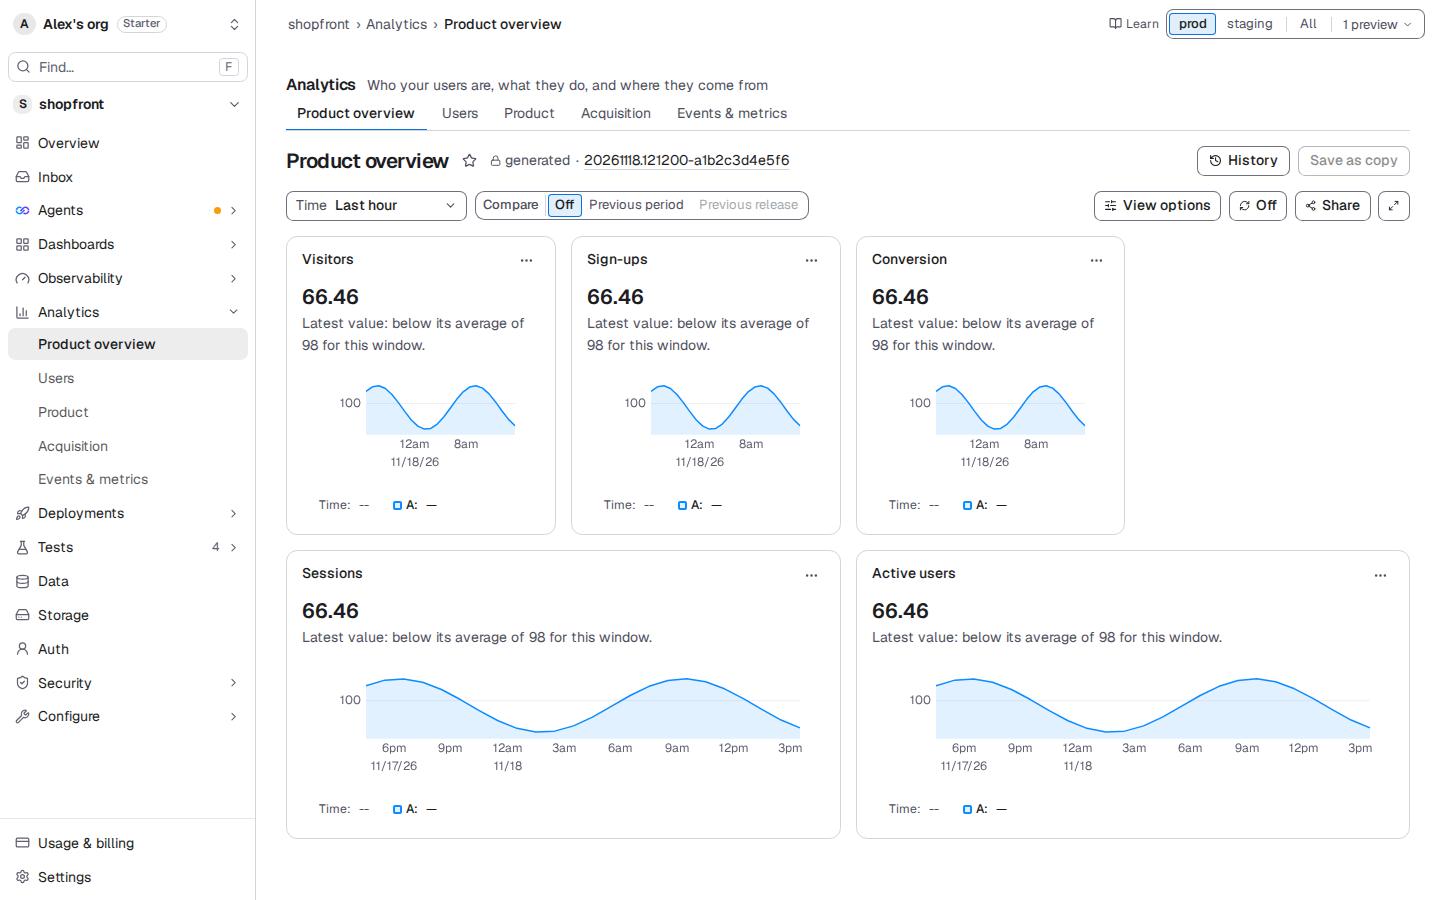 A Alex's org Starter
Find... F
S shopfront
Overview
Inbox
Agents
Dashboards
Observability
Analytics
Product overview
Users
Product
Acquisition
Events & metrics
Deployments
Tests 4
Data
Storage
Auth
Security
Configure
Usage & billing
Settings
shopfront › Analytics › Product overview
Learn prod staging All 1 preview
Analytics Who your users are, what they do, and where they come from
Product overview Users Product Acquisition Events & metrics
Product overview generated · 20261118.121200-a1b2c3d4e5f6 History Save as copy
Time Last hour Compare Off Previous period Previous release View options Off Share
Visitors
66.46
Latest value: below its average of
98 for this window.
100
12am 8am
11/18/26
Time: -- A: —
Sign-ups
66.46
Latest value: below its average of
98 for this window.
100
12am 8am
11/18/26
Time: -- A: —
Conversion
66.46
Latest value: below its average of
98 for this window.
100
12am 8am
11/18/26
Time: -- A: —
Sessions
66.46
Latest value: below its average of 98 for this window.
100
6pm 9pm 12am 3am 6am 9am 12pm 3pm
11/17/26 11/18
Time: -- A: —
Active users
66.46
Latest value: below its average of 98 for this window.
100
6pm 9pm 12am 3am 6am 9am 12pm 3pm
11/17/26 11/18
Time: -- A: —